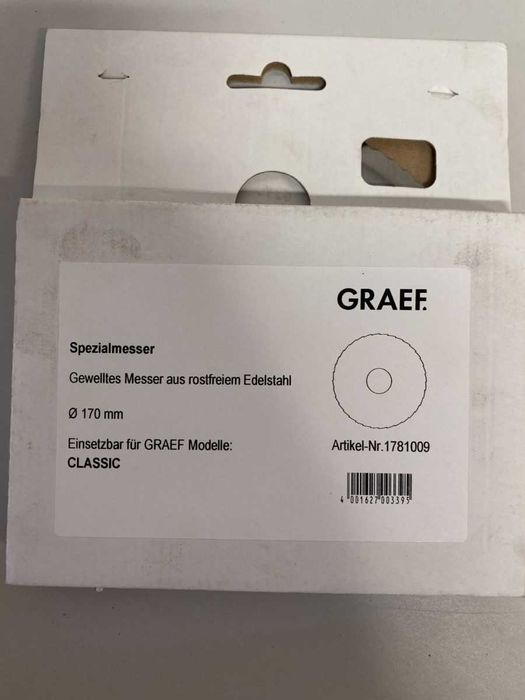 GRAEF.
Spezialmesser
Gewelltes Messer aus rostfreiem Edelstahl
Ø 170 mm
Einsetzbar für GRAEF Modelle:
CLASSIC
Artikel-Nr.1781009
4 001627 003395